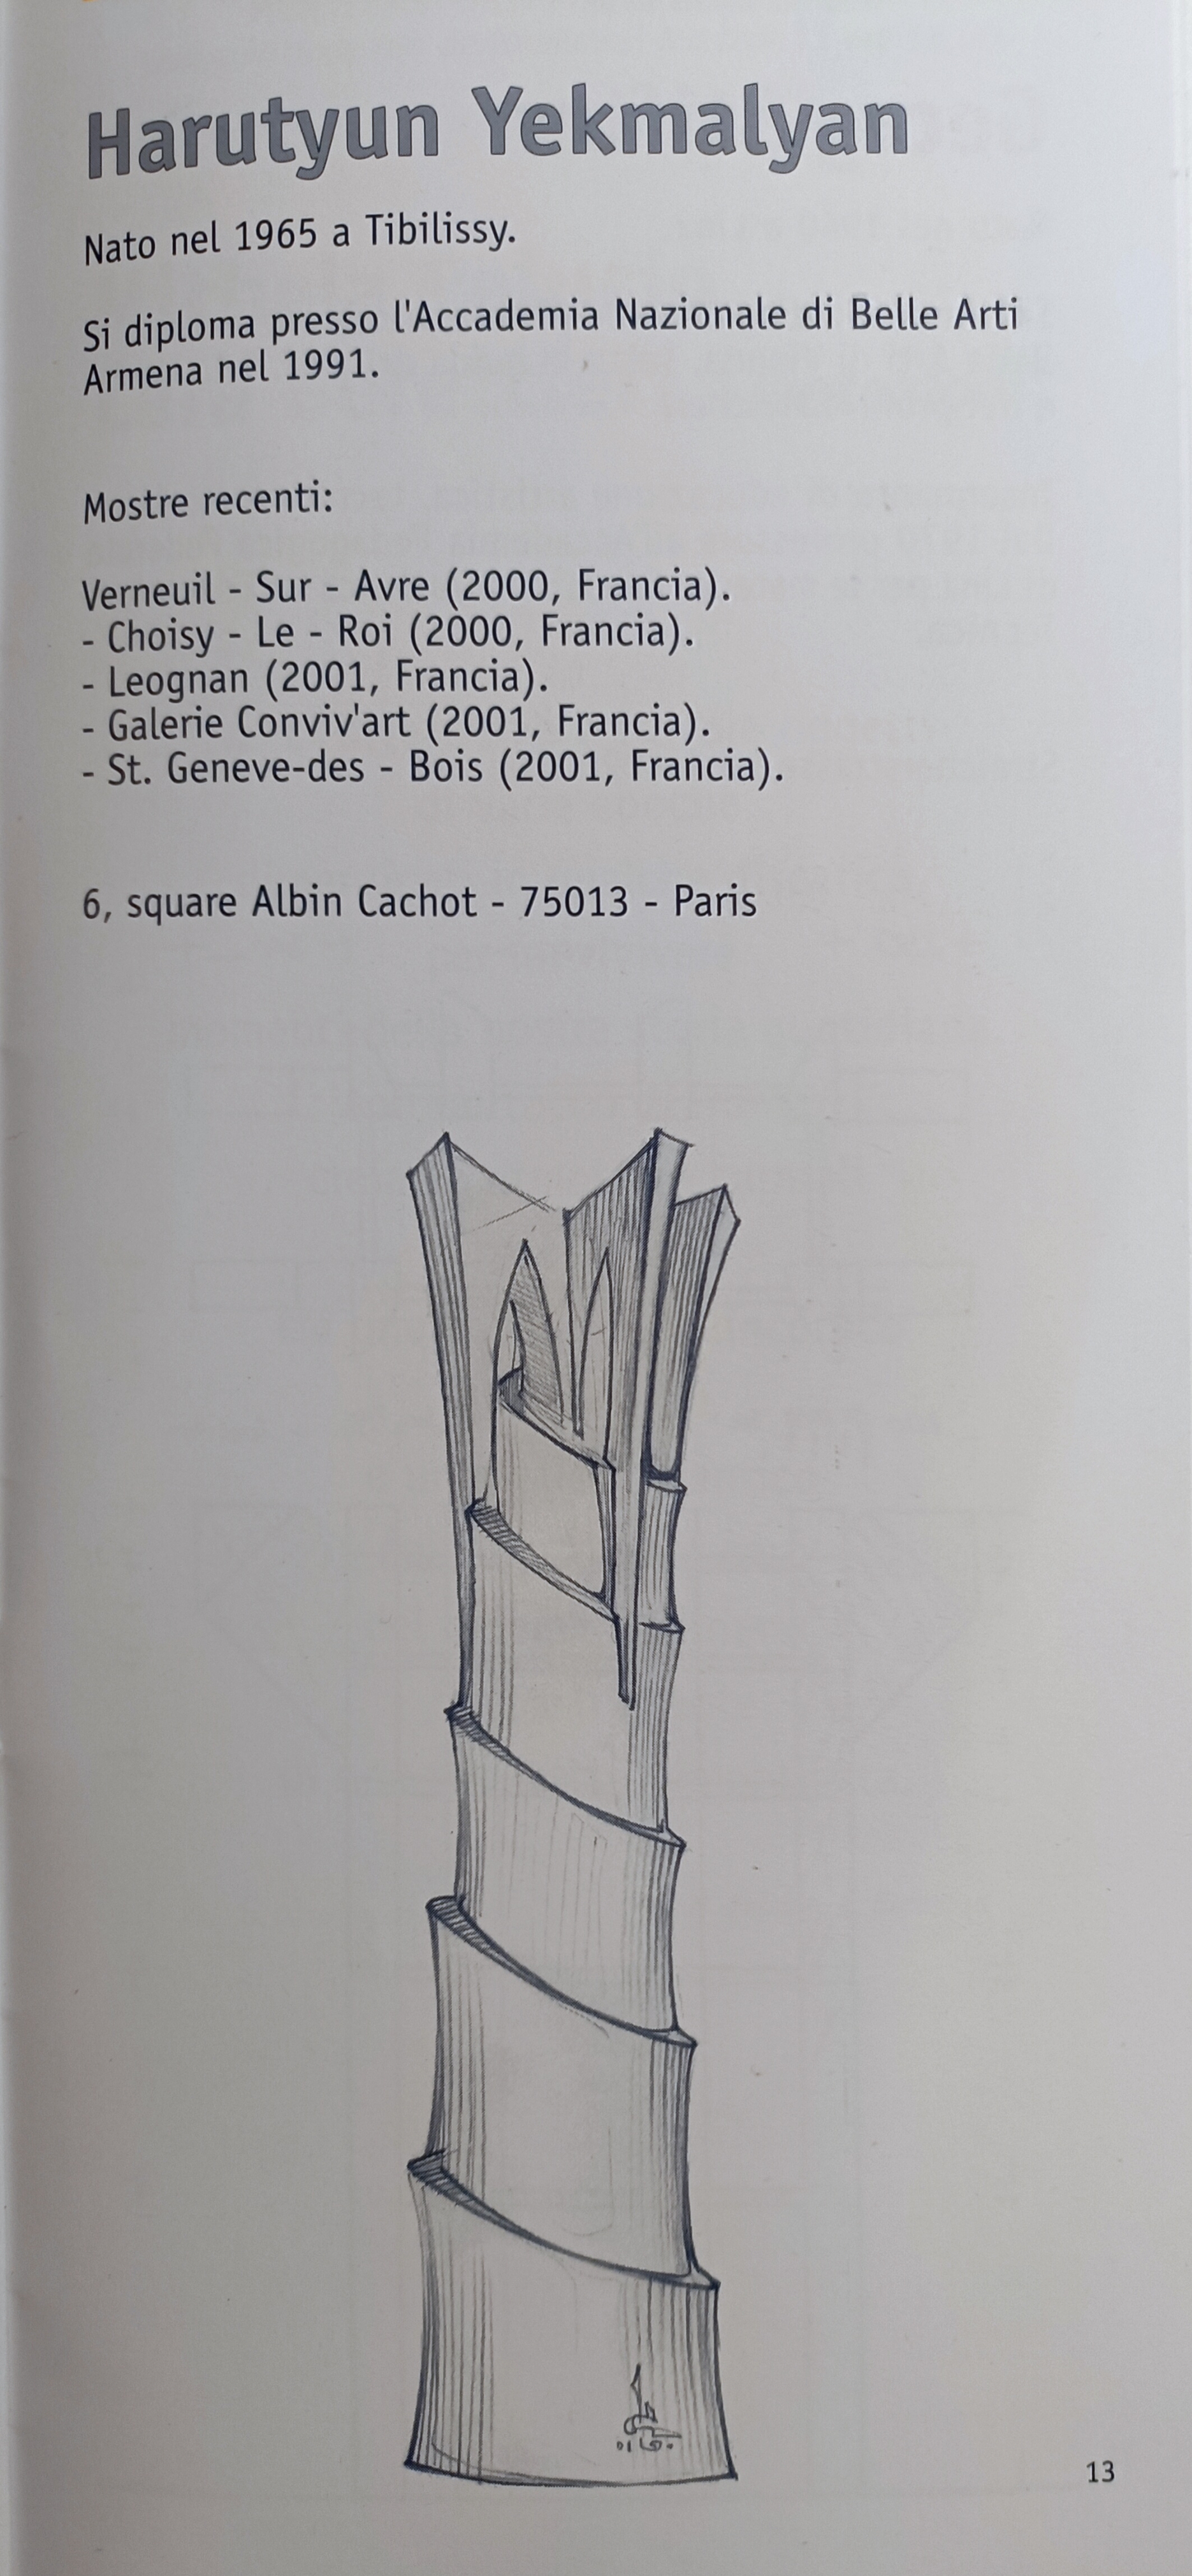 Harutyun Yekmalyan
Nato nel 1965 a Tibilissy.
Si diploma presso l'Accademia Nazionale di Belle Arti
Armena nel 1991.
Mostre recenti:
Verneuil - Sur - Avre (2000, Francia).
- Choisy - Le - Roi (2000, Francia).
- Leognan (2001, Francia).
- Galerie Conviv'art (2001, Francia).
- St. Geneve-des - Bois (2001, Francia).
6, square Albin Cachot - 75013 - Paris
13